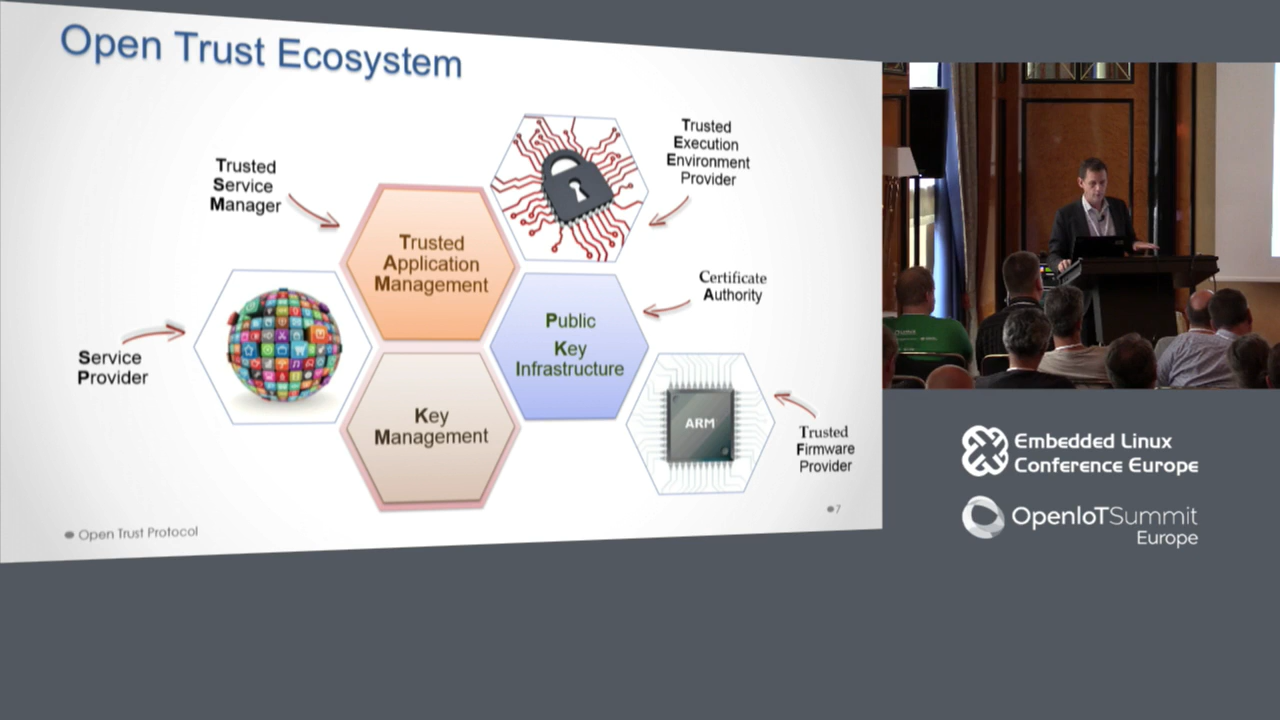 Open Trust Ecosystem
Trusted
Service
Manager
Trusted
Execution
Environment
Provider
Trusted
Application
Management
Certificate
Authority
Public
Key
Infrastructure
Service
Provider
Key
Management
ARM
Trusted
Firmware
Provider
Open Trust Protocol
7
Embedded Linux
Conference Europe
OpenIoTSummit
Europe